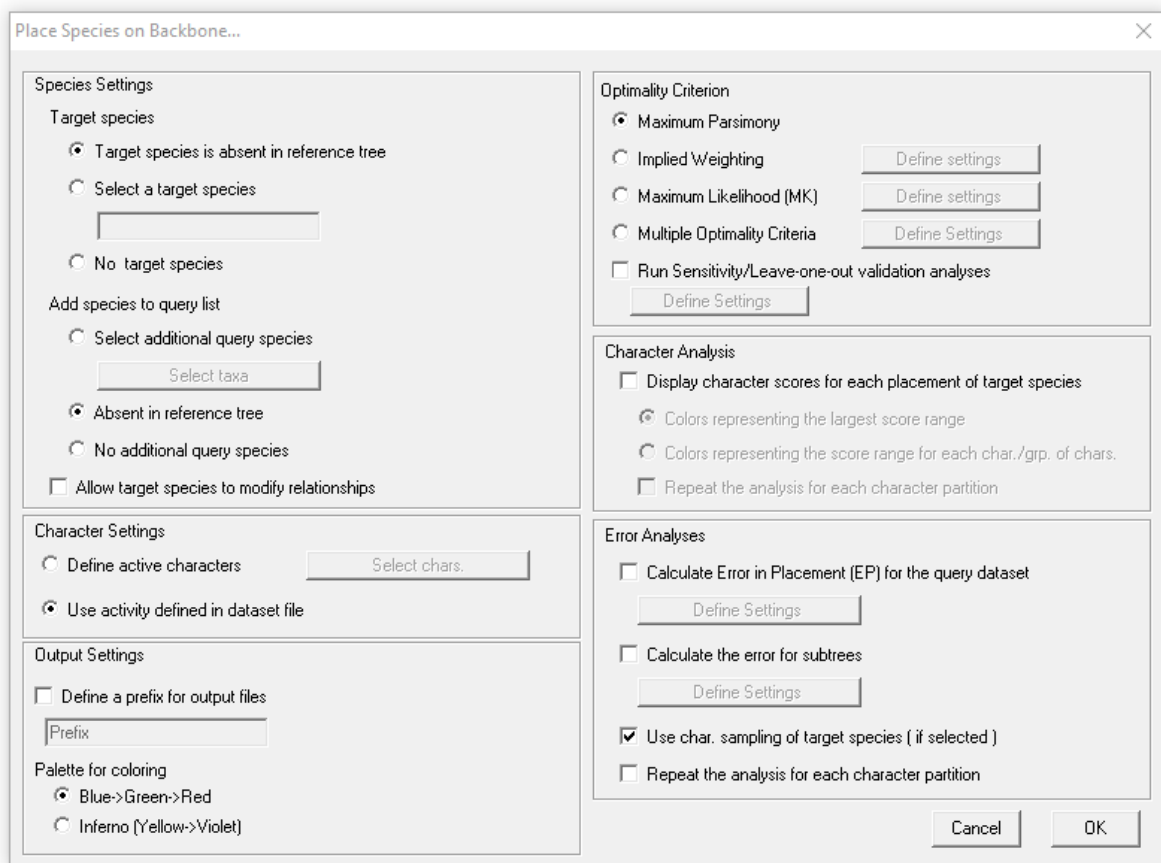 Place Species on Backbone...
Species Settings
Target species
Target species is absent in reference tree
Select a target species
No target species
Add species to query list
Select additional query species
Select taxa
Absent in reference tree
No additional query species
Allow target species to modify relationships
Character Settings
Define active characters
Select chars.
Use activity defined in dataset file
Output Settings
Define a prefix for output files
Prefix
Palette for coloring
Blue->Green->Red
Inferno (Yellow->Violet)
Optimality Criterion
Maximum Parsimony
Implied Weighting
Define settings
Maximum Likelihood (MK)
Define settings
Multiple Optimality Criteria
Define Settings
Run Sensitivity/Leave-one-out validation analyses
Define Settings
Character Analysis
Display character scores for each placement of target species
Colors representing the largest score range
Colors representing the score range for each char./grp. of chars.
Repeat the analysis for each character partition
Error Analyses
Calculate Error in Placement (EP) for the query dataset
Define Settings
Calculate the error for subtrees
Define Settings
Use char. sampling of target species ( if selected )
Repeat the analysis for each character partition
Cancel
OK